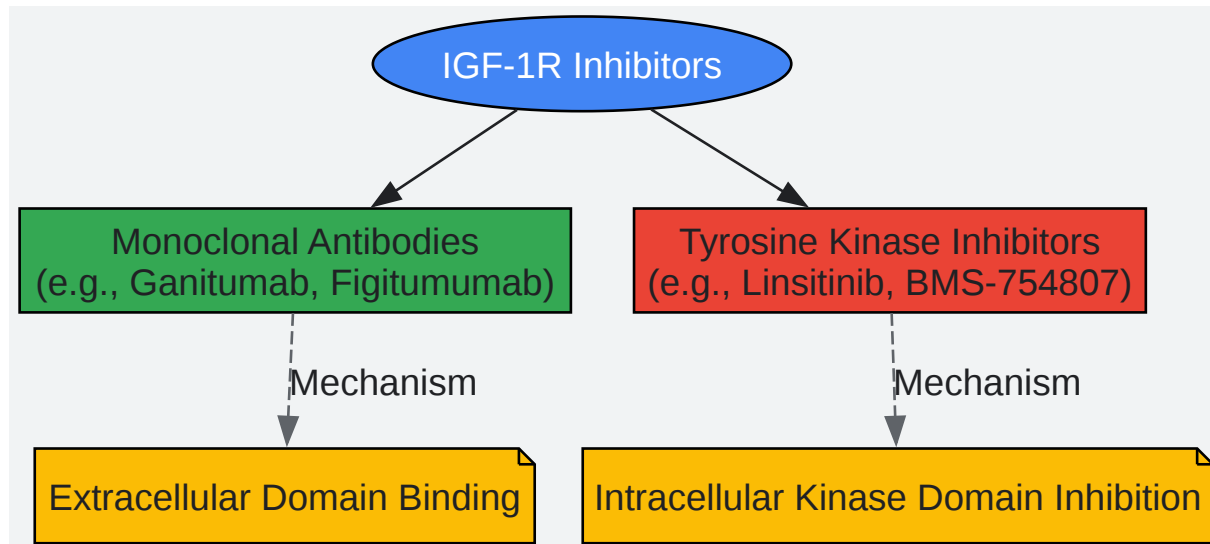 IGF-1R Inhibitors
Monoclonal Antibodies
(e.g., Ganitumab, Figitumumab)
Tyrosine Kinase Inhibitors
(e.g., Linsitinib, BMS-754807)
Mechanism
Mechanism
Extracellular Domain Binding
Intracellular Kinase Domain Inhibition